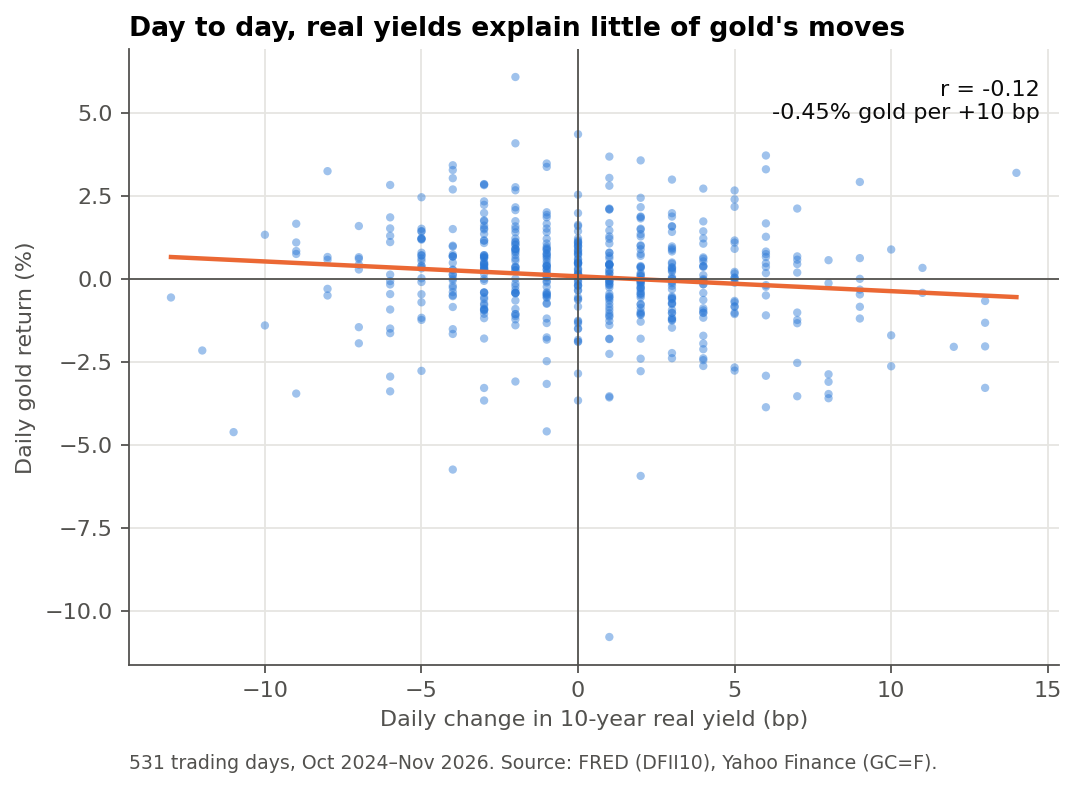 Day to day, real yields explain little of gold's moves
r = -0.12
-0.45% gold per +10 bp
5.0
2.5
0.0
−2.5
−5.0
−7.5
−10.0
Daily gold return (%)
−10
−5
0
5
10
15
Daily change in 10-year real yield (bp)
531 trading days, Oct 2024–Nov 2026. Source: FRED (DFII10), Yahoo Finance (GC=F).